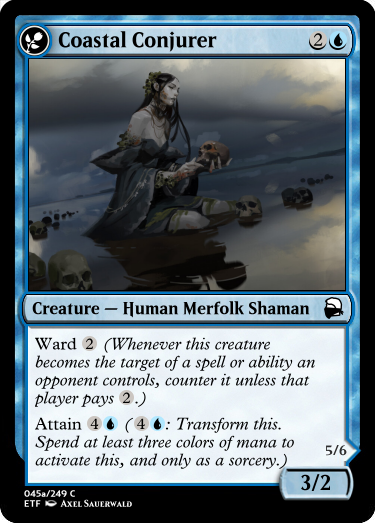 Coastal Conjurer 2
Creature — Human Merfolk Shaman
Ward 2 (Whenever this creature
becomes the target of a spell or ability an
opponent controls, counter it unless that
player pays 2.)
Attain 4 (4: Transform this.
Spend at least three colors of mana to
activate this, and only as a sorcery.)
5/6
3/2
045a/249 C
ETF Axel Sauerwald